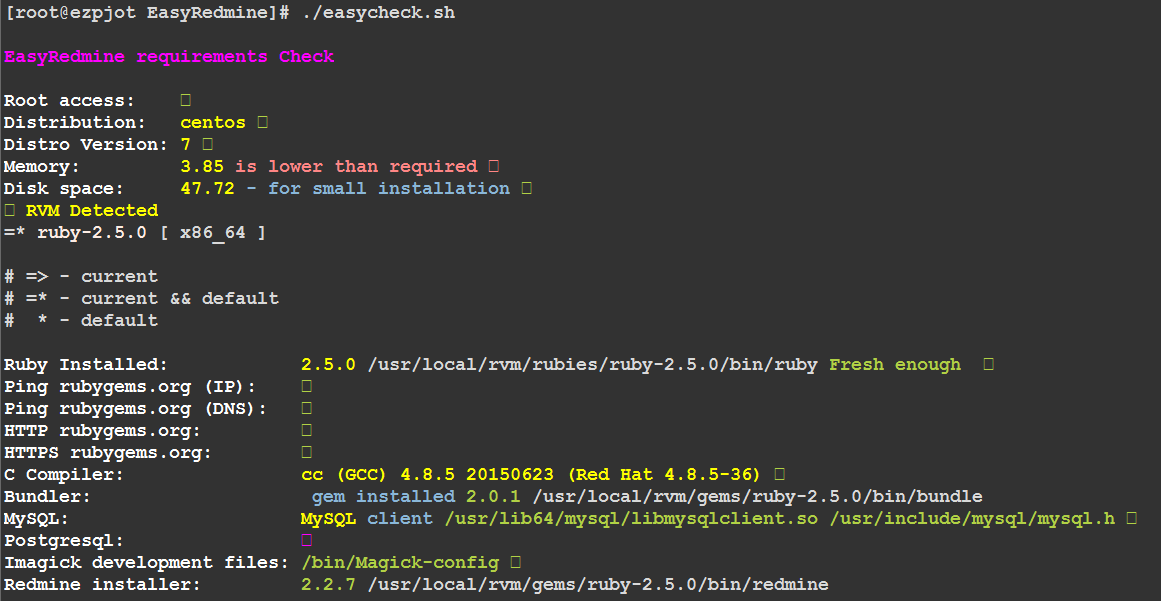 [root@ezpjot EasyRedmine]# ./easycheck.sh
EasyRedmine requirements Check
Root access: 
Distribution: centos 
Distro Version: 7 
Memory: 3.85 is lower than required 
Disk space: 47.72 - for small installation 
RVM Detected
=* ruby-2.5.0 [ x86_64 ]
# => - current
# =* - current && default
#  * - default
Ruby Installed: 2.5.0 /usr/local/rvm/rubies/ruby-2.5.0/bin/ruby Fresh enough
Ping rubygems.org (IP):
Ping rubygems.org (DNS):
HTTP rubygems.org:
HTTPS rubygems.org:
C Compiler: cc (GCC) 4.8.5 20150623 (Red Hat 4.8.5-36)
Bundler: gem installed 2.0.1 /usr/local/rvm/gems/ruby-2.5.0/bin/bundle
MySQL: MySQL client /usr/lib64/mysql/libmysqlclient.so /usr/include/mysql/mysql.h
Postgresql:
Imagick development files: /bin/Magick-config
Redmine installer: 2.2.7 /usr/local/rvm/gems/ruby-2.5.0/bin/redmine